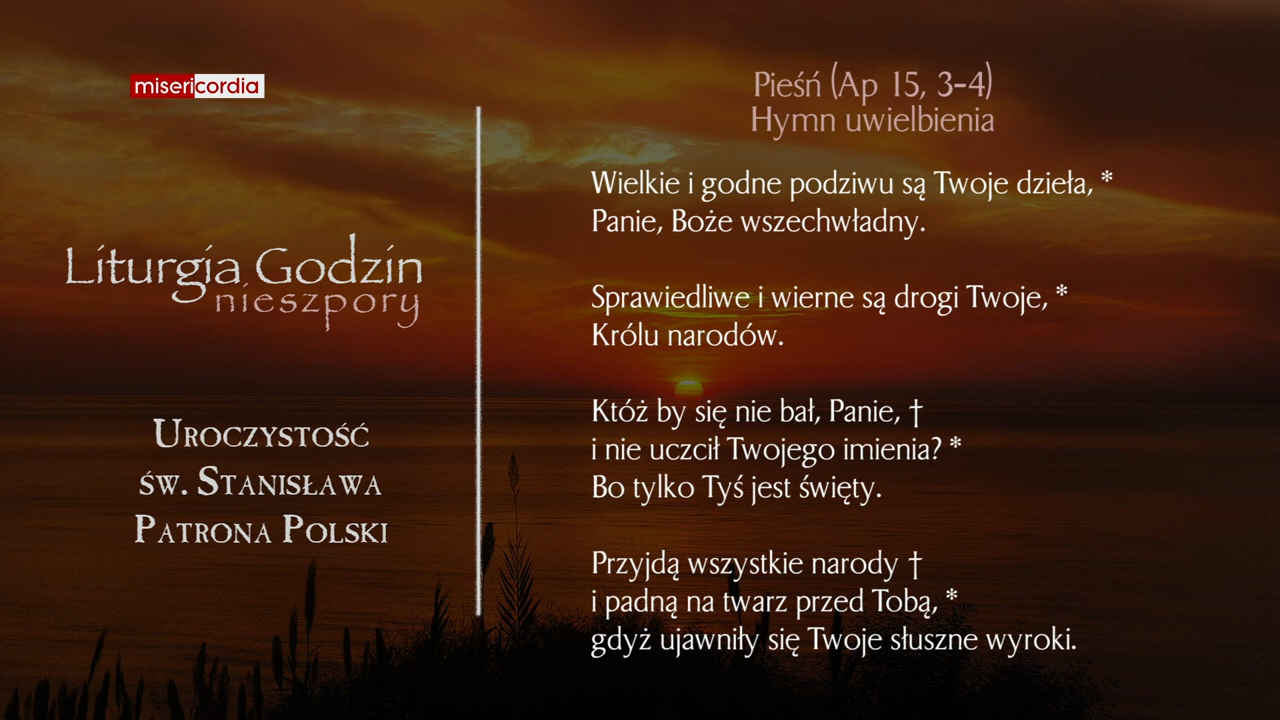 misericordia
Liturgia Godzin
nieszpory
Uroczystość
św. Stanisława
Patrona Polski
Pieśń (Ap 15, 3-4)
Hymn uwielbienia
Wielkie i godne podziwu są Twoje dzieła, *
Panie, Boże wszechwładny.
Sprawiedliwe i wierne są drogi Twoje, *
Królu narodów.
Któż by się nie bał, Panie, †
i nie uczcił Twojego imienia? *
Bo tylko Tyś jest święty.
Przyjdą wszystkie narody †
i padną na twarz przed Tobą, *
gdyż ujawniły się Twoje słuszne wyroki.